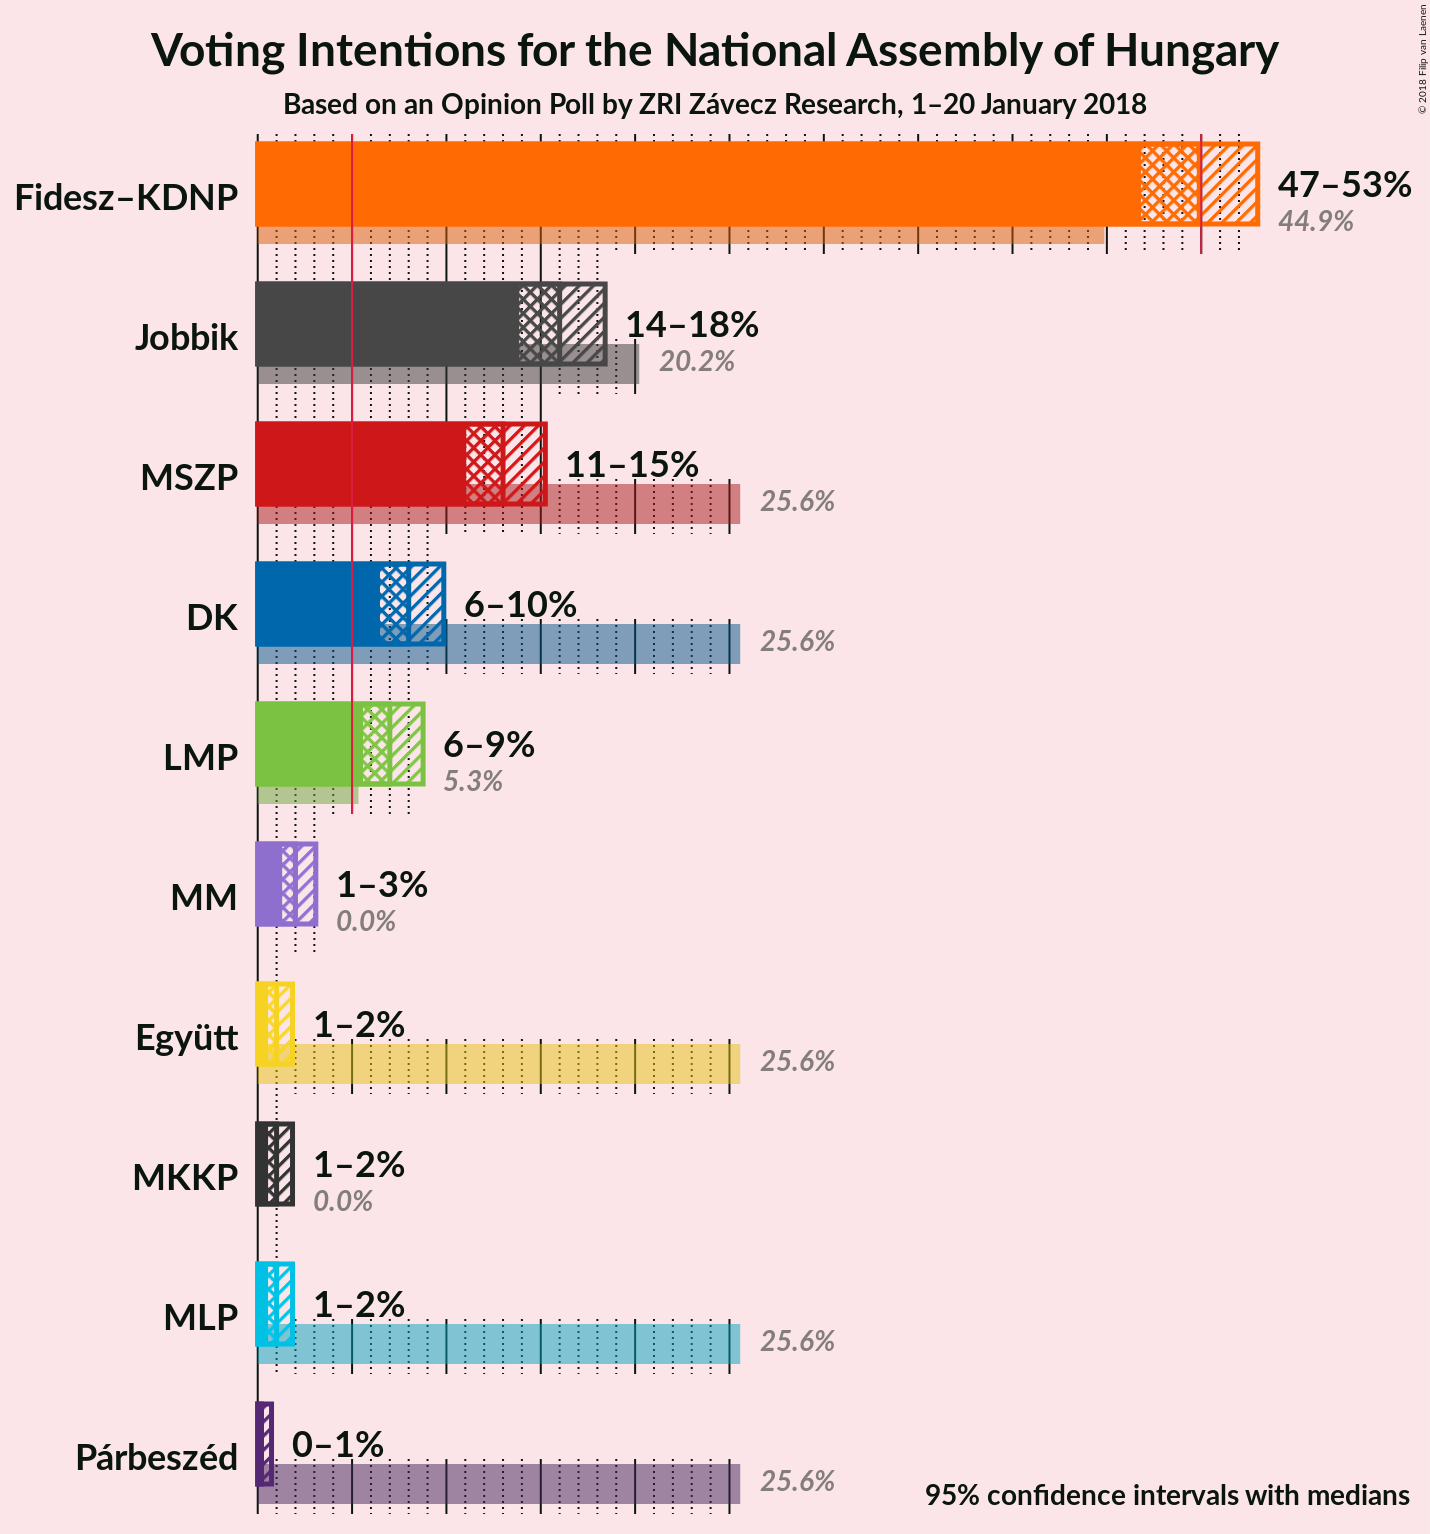 Voting Intentions for the National Assembly of Hungary
Based on an Opinion Poll by ZRI Závecz Research, 1–20 January 2018
© 2018 Filip van Laenen
Fidesz–KDNP
47–53%
44.9%
Jobbik
14–18%
20.2%
MSZP
11–15%
25.6%
DK
6–10%
25.6%
LMP
6–9%
5.3%
MM
1–3%
0.0%
Együtt
1–2%
25.6%
MKKP
1–2%
0.0%
MLP
1–2%
25.6%
Párbeszéd
0–1%
25.6%
95% confidence intervals with medians